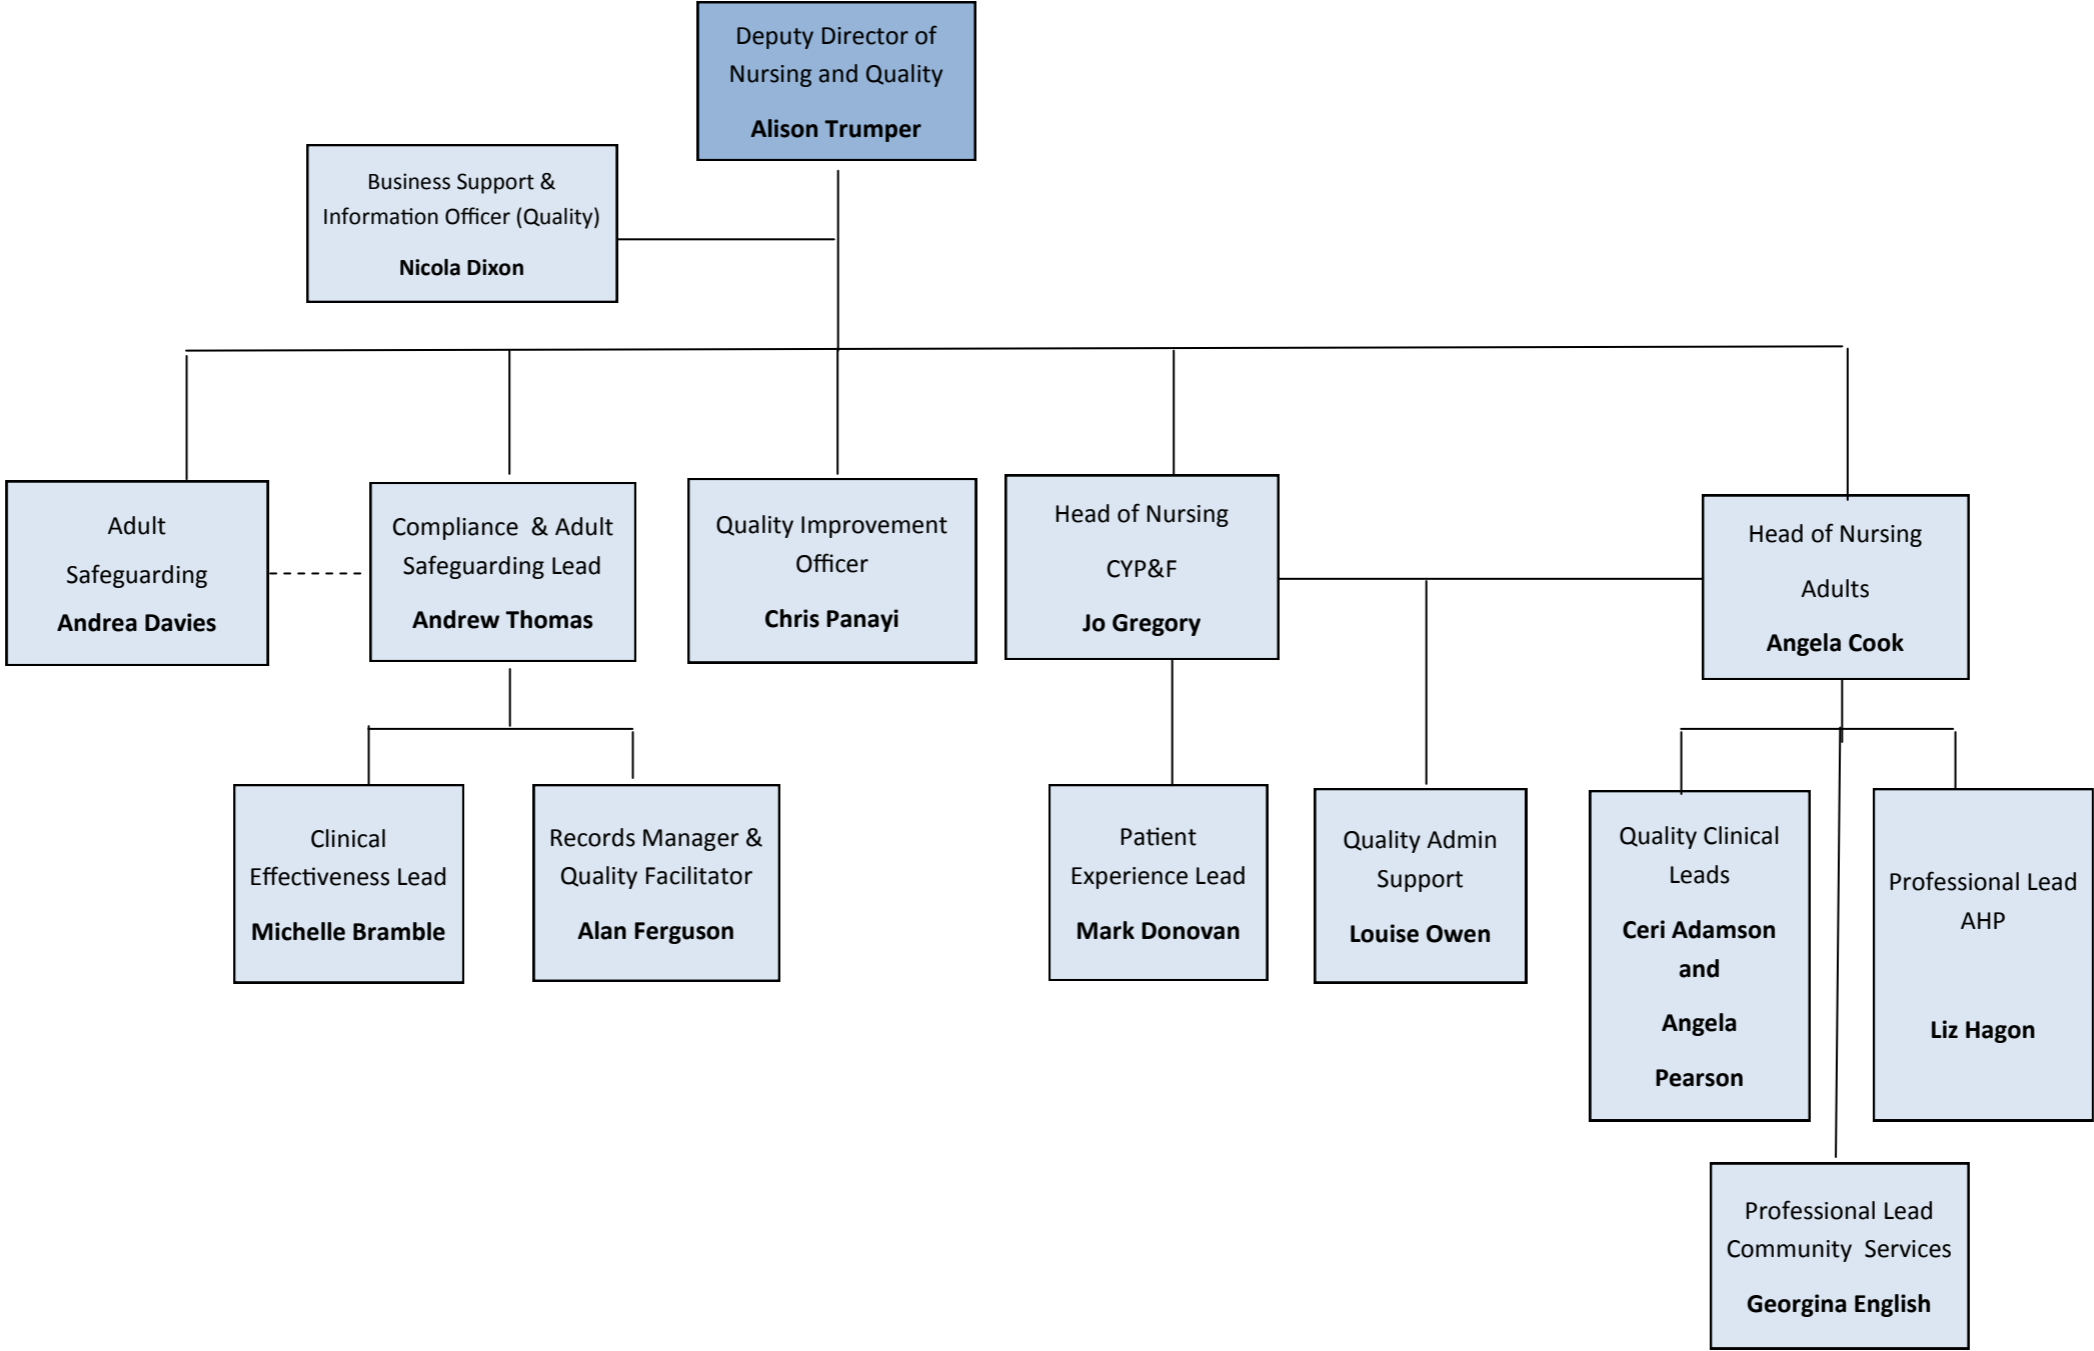 Deputy Director of
Nursing and Quality
Alison Trumper
Business Support &
Information Officer (Quality)
Nicola Dixon
Adult
Safeguarding
Andrea Davies
Compliance & Adult
Safeguarding Lead
Andrew Thomas
Quality Improvement
Officer
Chris Panayi
Head of Nursing
CYP&F
Jo Gregory
Head of Nursing
Adults
Angela Cook
Clinical
Effectiveness Lead
Michelle Bramble
Records Manager &
Quality Facilitator
Alan Ferguson
Patient
Experience Lead
Mark Donovan
Quality Admin
Support
Louise Owen
Quality Clinical
Leads
Ceri Adamson
and
Angela
Pearson
Professional Lead
AHP
Liz Hagon
Professional Lead
Community Services
Georgina English